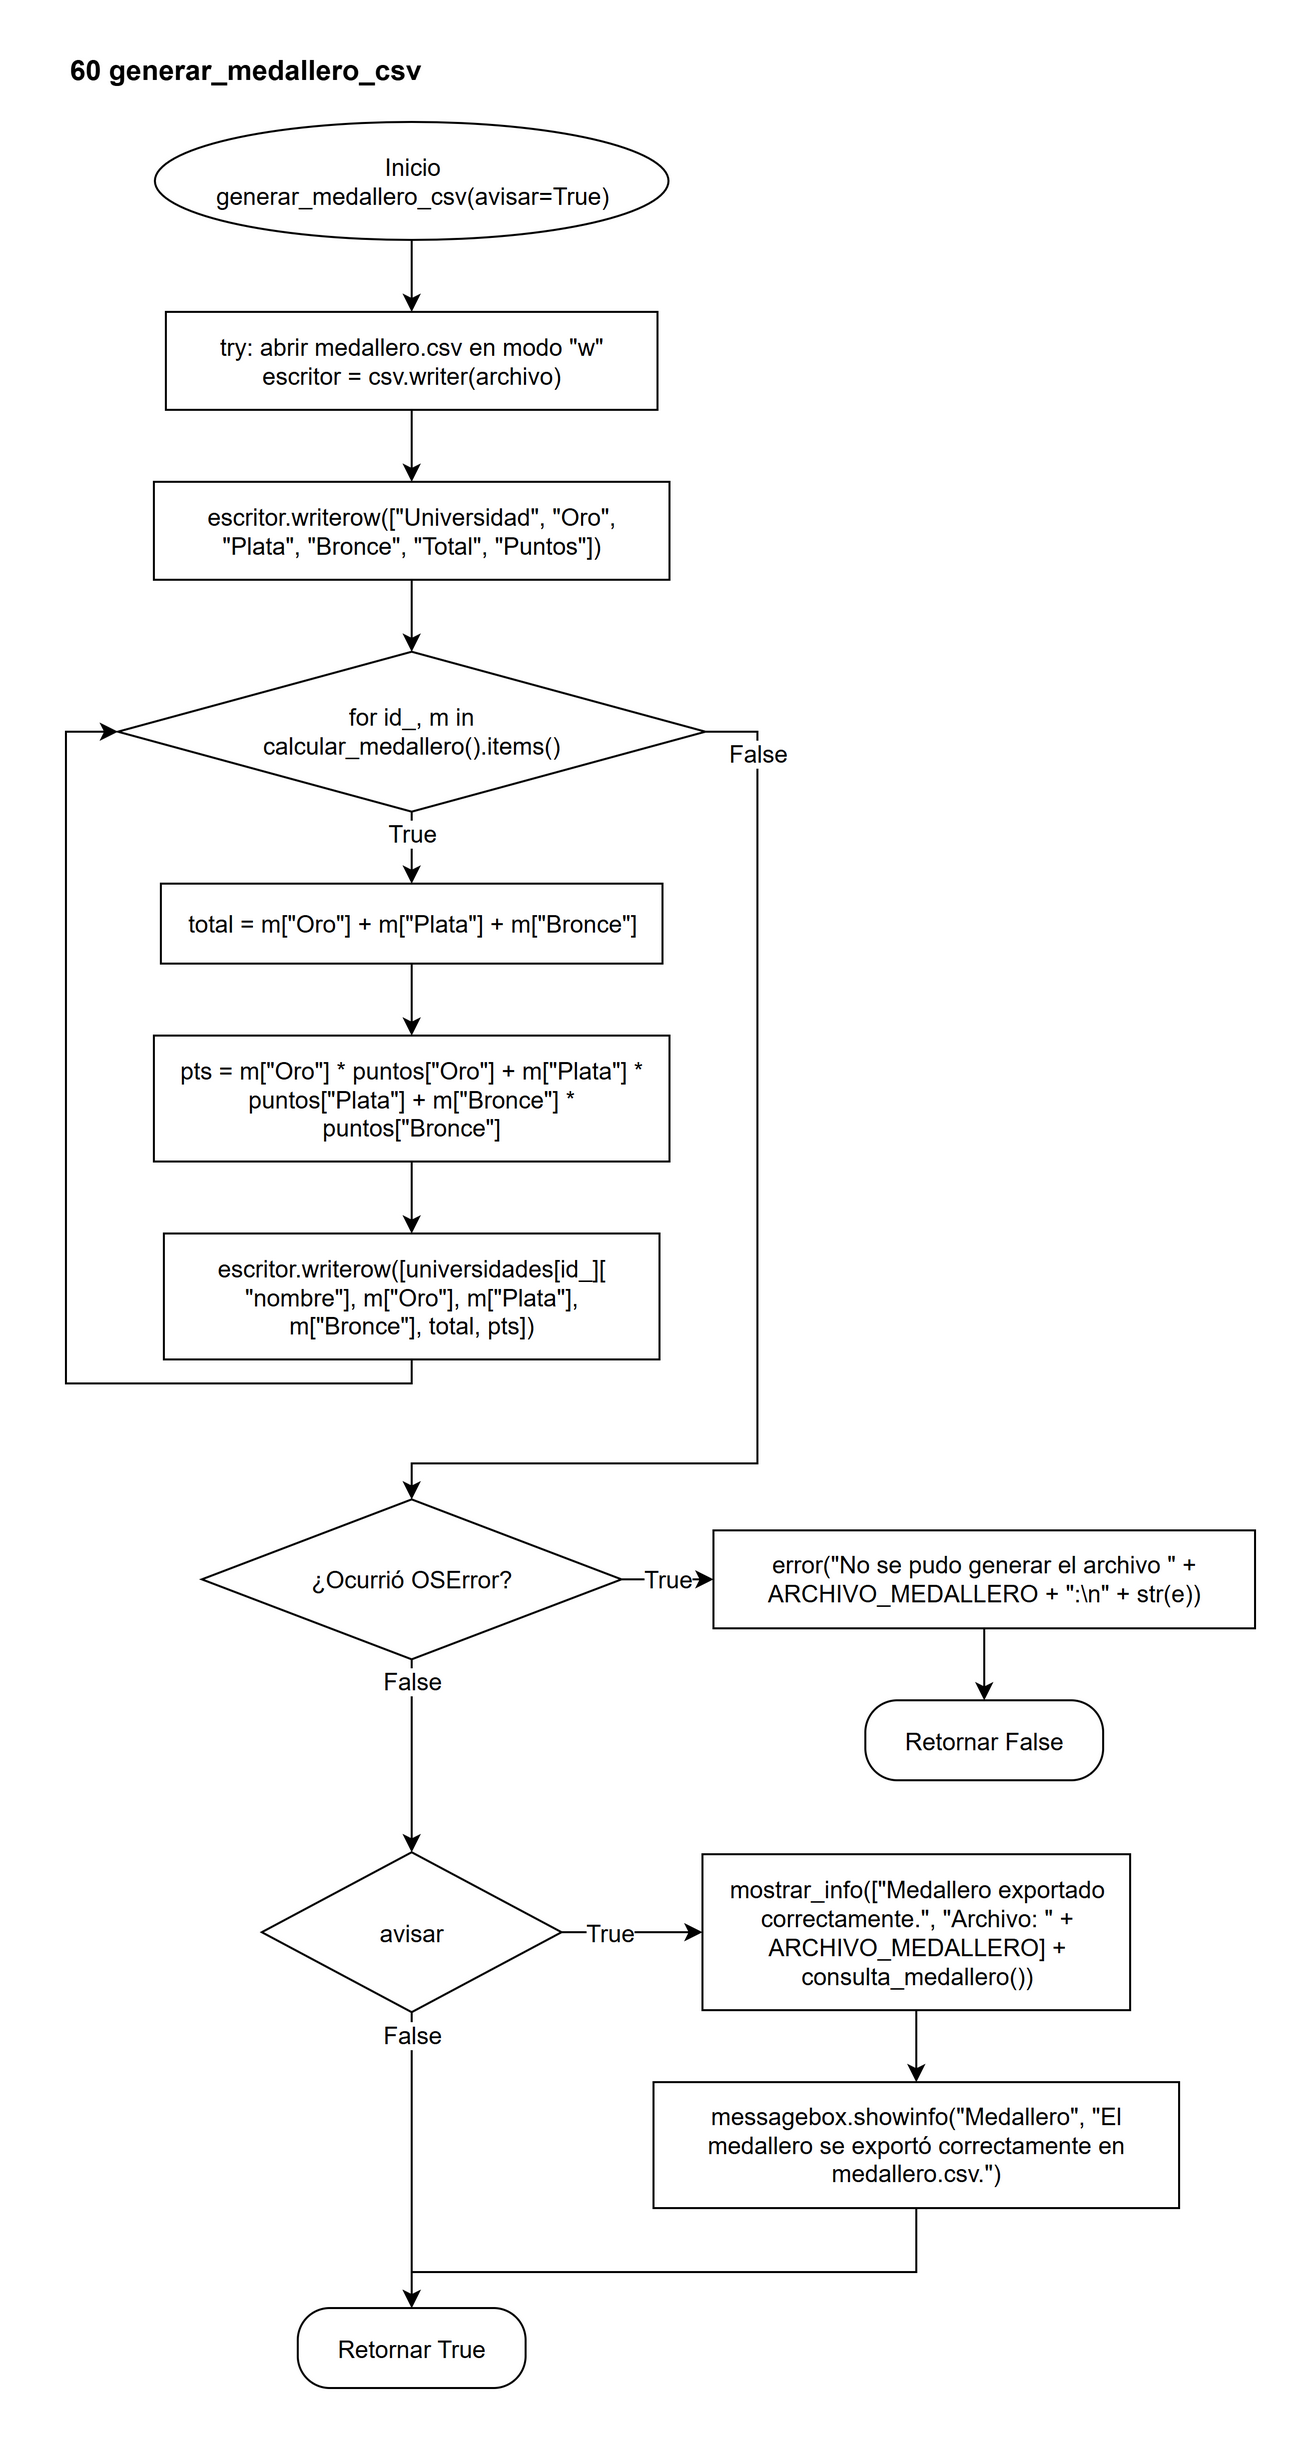 60 generar_medallero_csv
Inicio
generar_medallero_csv(avisar=True)
try: abrir medallero.csv en modo "w"
escritor = csv.writer(archivo)
escritor.writerow(["Universidad", "Oro",
"Plata", "Bronce", "Total", "Puntos"])
for id_, m in
calcular_medallero().items()
False
True
total = m["Oro"] + m["Plata"] + m["Bronce"]
pts = m["Oro"] * puntos["Oro"] + m["Plata"] *
puntos["Plata"] + m["Bronce"] *
puntos["Bronce"]
escritor.writerow([universidades[id_][
"nombre"], m["Oro"], m["Plata"],
m["Bronce"], total, pts])
¿Ocurrió OSError?
True
error("No se pudo generar el archivo " +
ARCHIVO_MEDALLERO + ":\n" + str(e))
False
Retornar False
avisar
True
mostrar_info(["Medallero exportado
correctamente.", "Archivo: " +
ARCHIVO_MEDALLERO] +
consulta_medallero())
False
messagebox.showinfo("Medallero", "El
medallero se exportó correctamente en
medallero.csv.")
Retornar True